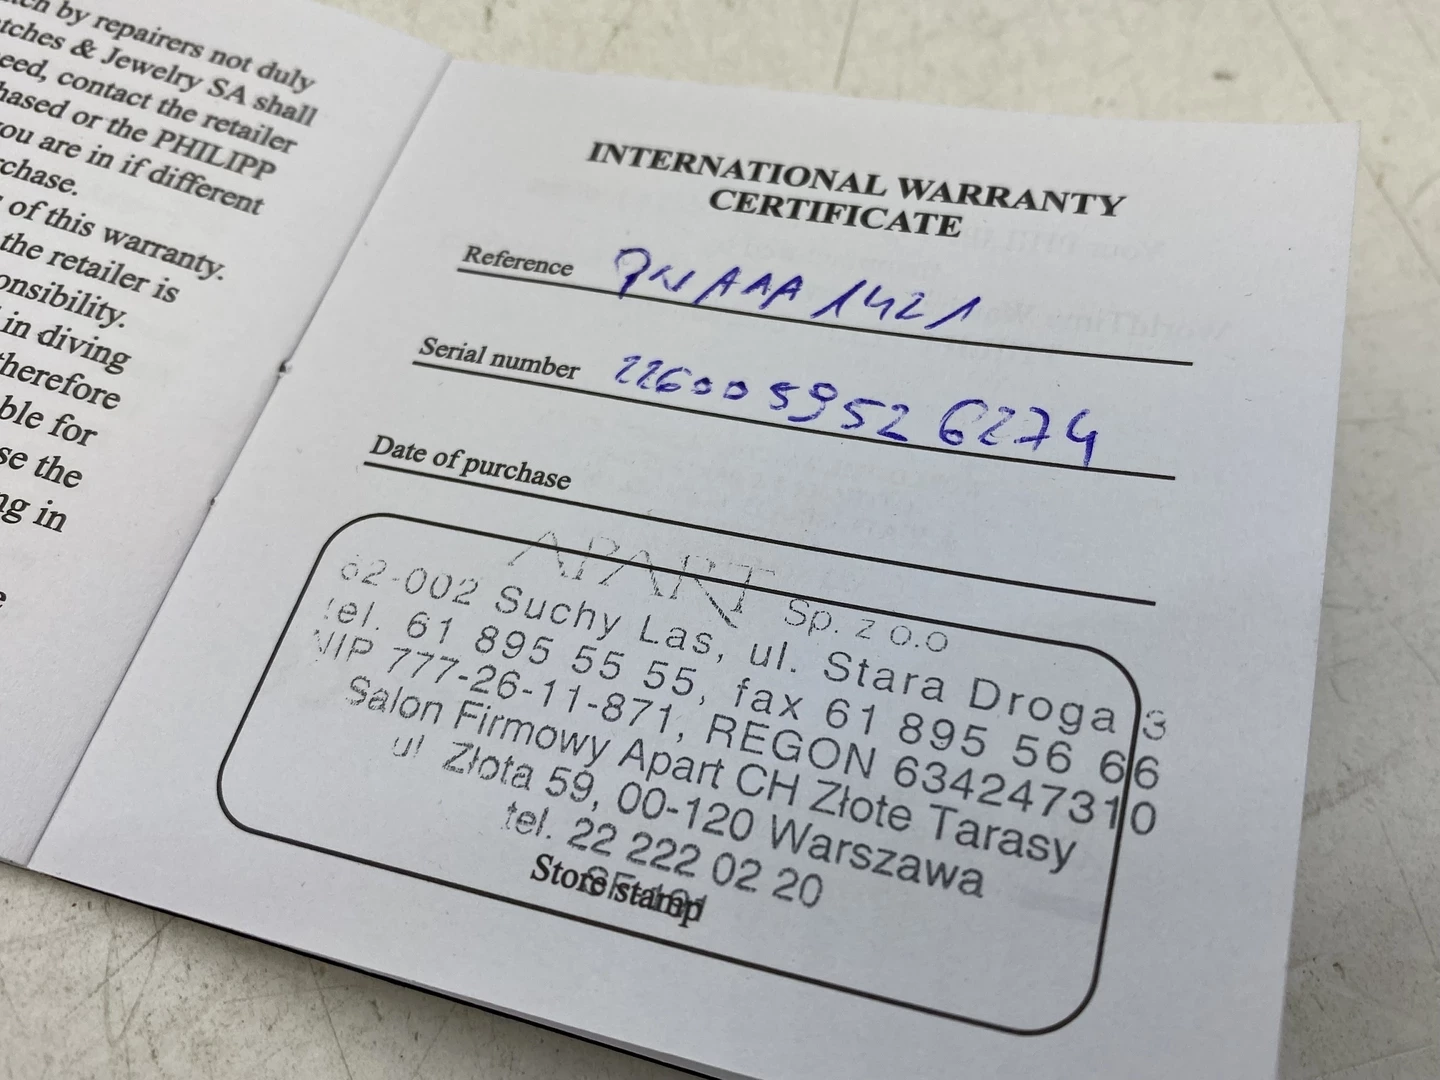 ch by repairers not duly
tches & Jewelry SA shall
eed, contact the retailer
hased or the PHILIPP
ou are in if different
rchase.
of this warranty.
the retailer is
onsibility.
in diving
therefore
ble for
se the
ng in
e
INTERNATIONAL WARRANTY
CERTIFICATE
Reference PWAAA 1421
Serial number 226005952 6274
Date of purchase
APART Sp. z o.o
62-002 Suchy Las, ul. Stara Droga 3
tel. 61 895 55 55, fax 61 895 56 66
NIP 777-26-11-871, REGON 634247310
Salon Firmowy Apart CH Złote Tarasy
ul Złota 59, 00-120 Warszawa
tel. 22 222 02 20
Store stamp